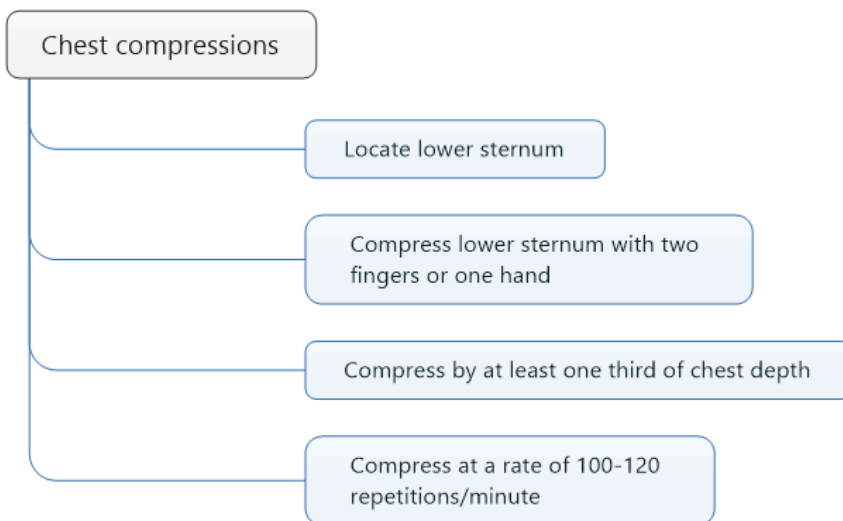 Chest compressions
Locate lower sternum
Compress lower sternum with two
fingers or one hand
Compress by at least one third of chest depth
Compress at a rate of 100-120
repetitions/minute